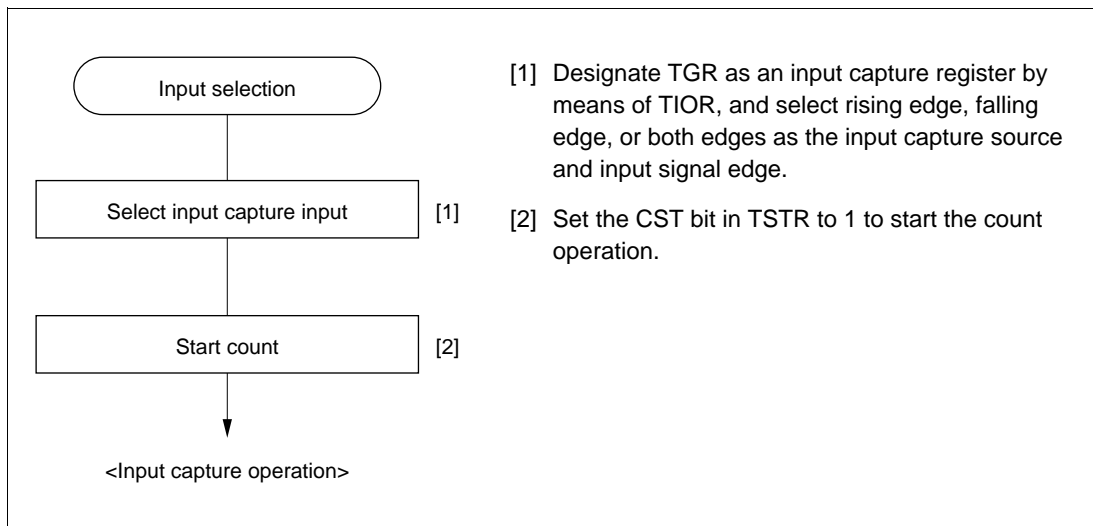 Input selection
Select input capture input [1]
Start count [2]
<Input capture operation>
[1] Designate TGR as an input capture register by
means of TIOR, and select rising edge, falling
edge, or both edges as the input capture source
and input signal edge.
[2] Set the CST bit in TSTR to 1 to start the count
operation.